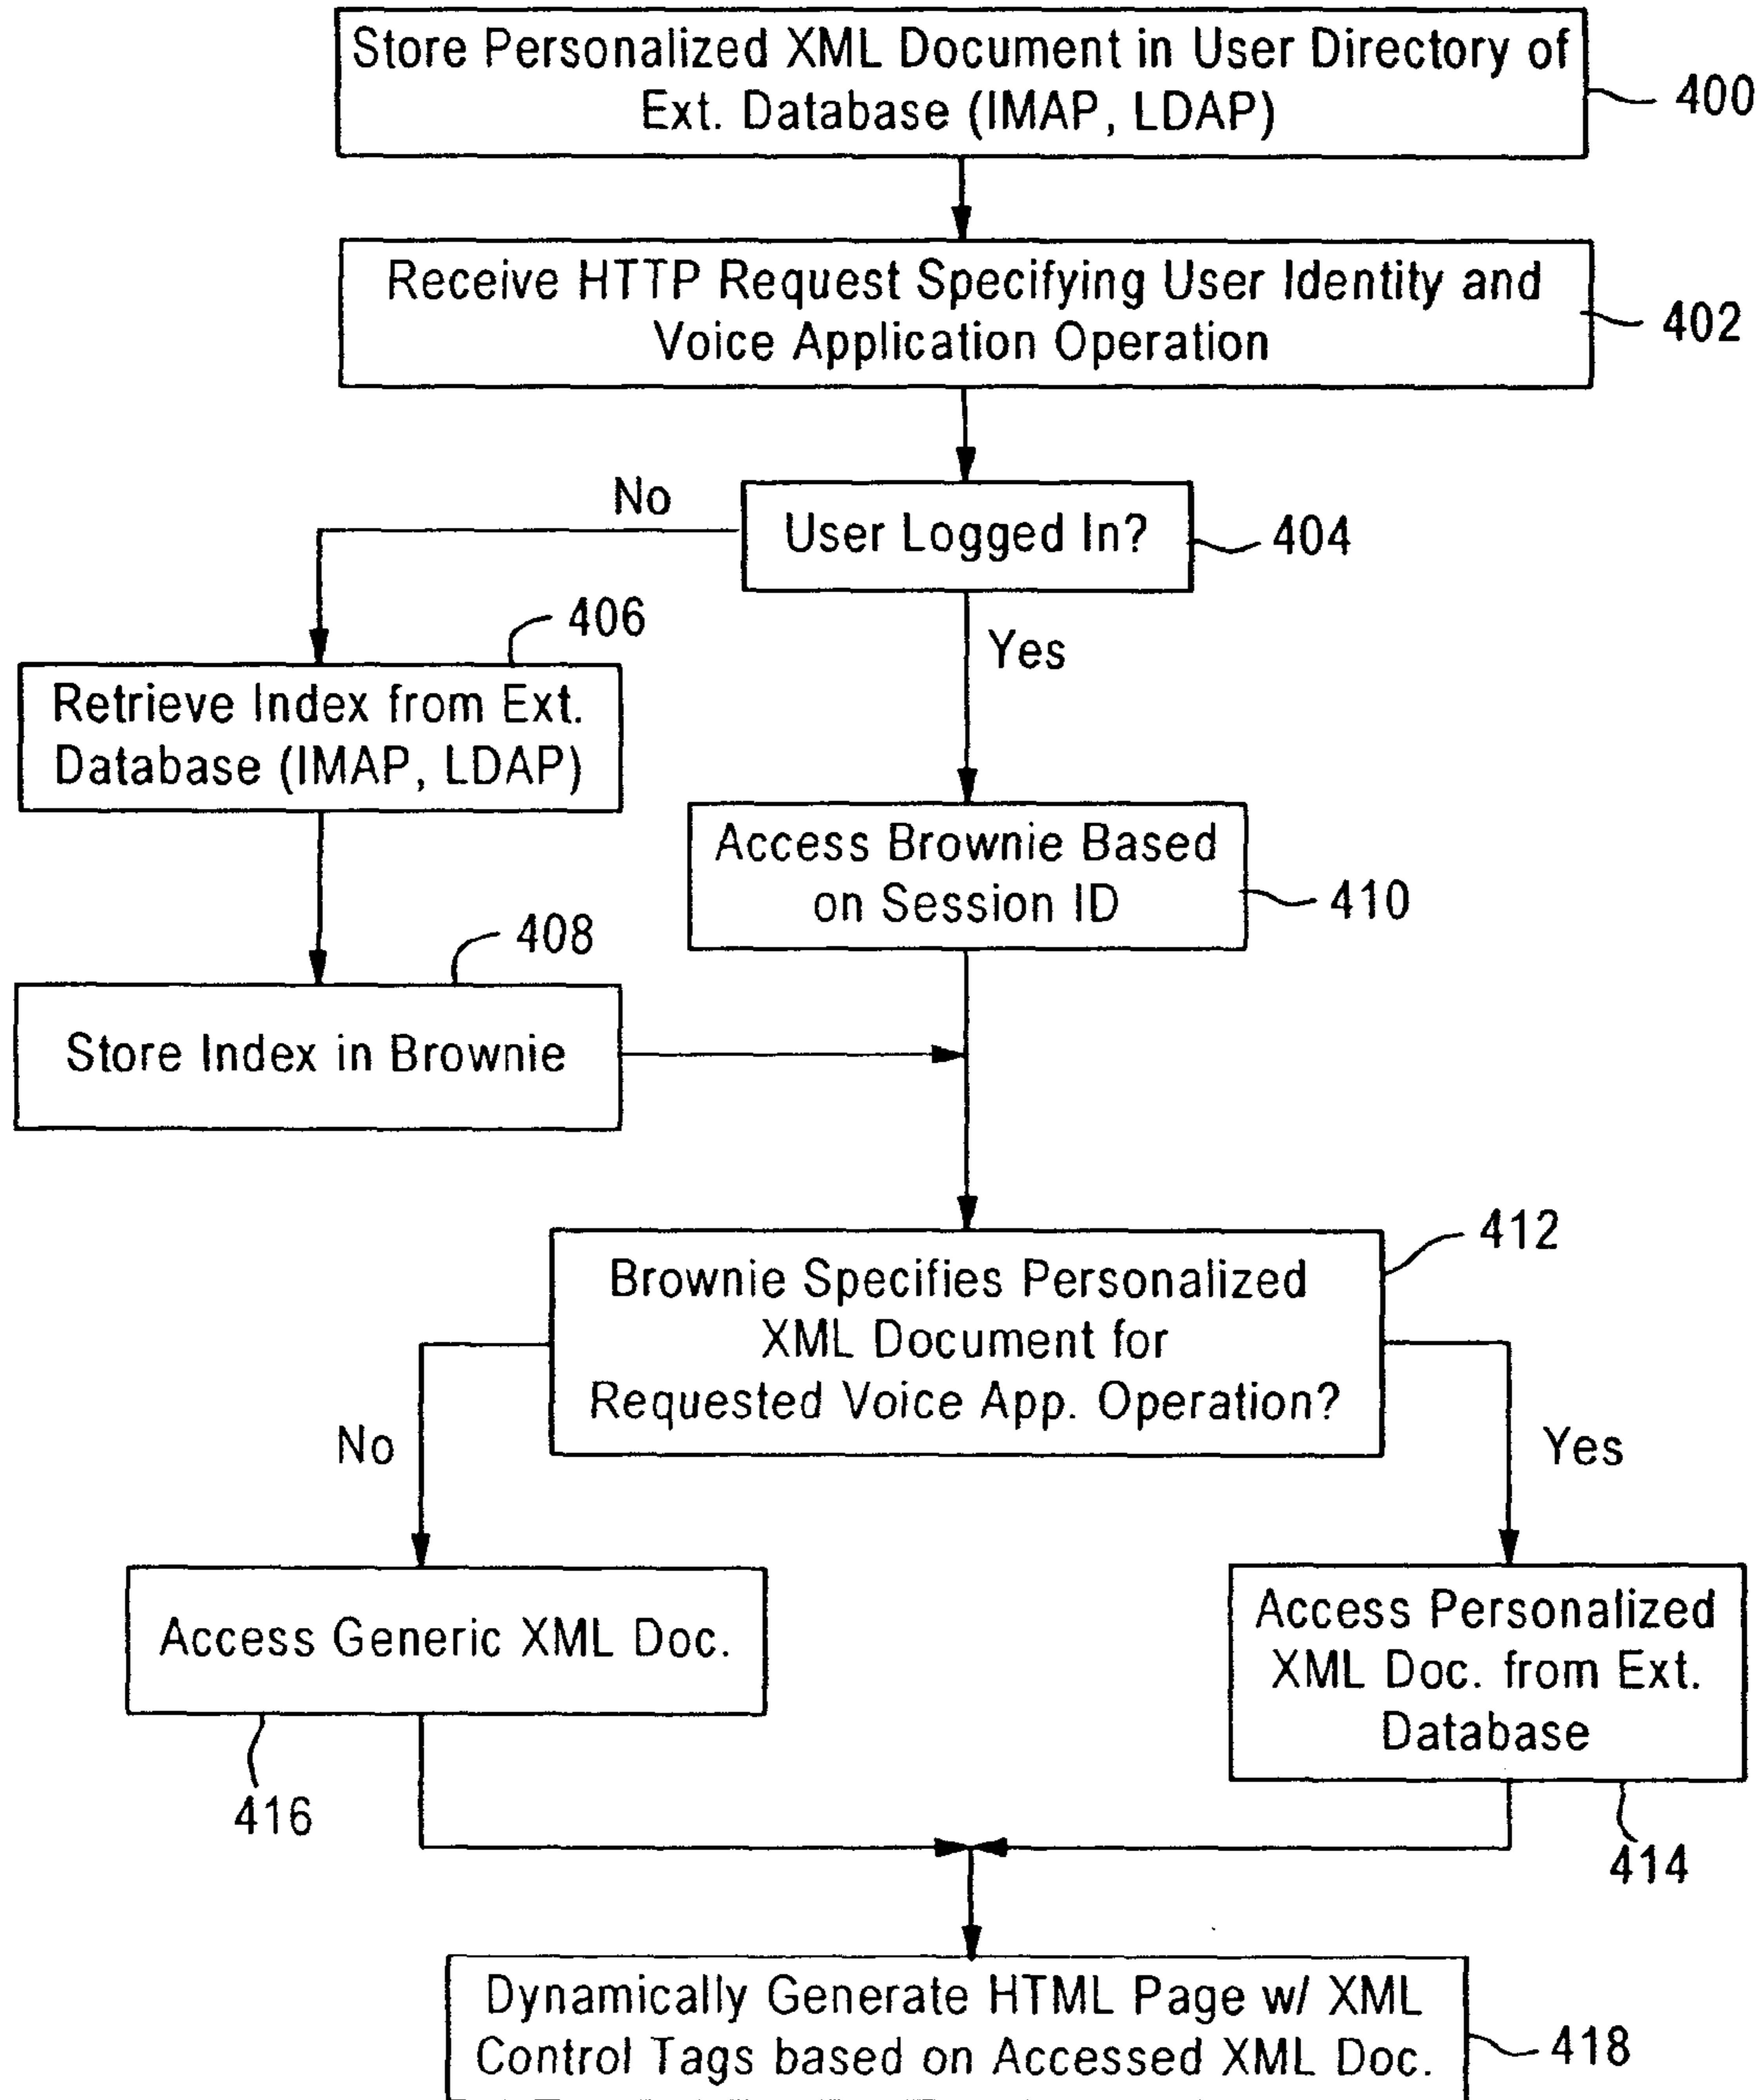 Store Personalized XML Document in User Directory of
Ext. Database (IMAP, LDAP)
400
Receive HTTP Request Specifying User Identity and
Voice Application Operation
402
No
User Logged In?
404
406
Yes
Retrieve Index from Ext.
Database (IMAP, LDAP)
Access Brownie Based
on Session ID
410
408
Store Index in Brownie
412
Brownie Specifies Personalized
XML Document for
Requested Voice App. Operation?
No
Yes
Access Generic XML Doc.
Access Personalized
XML Doc. from Ext.
Database
416
414
Dynamically Generate HTML Page w/ XML
Control Tags based on Accessed XML Doc.
418